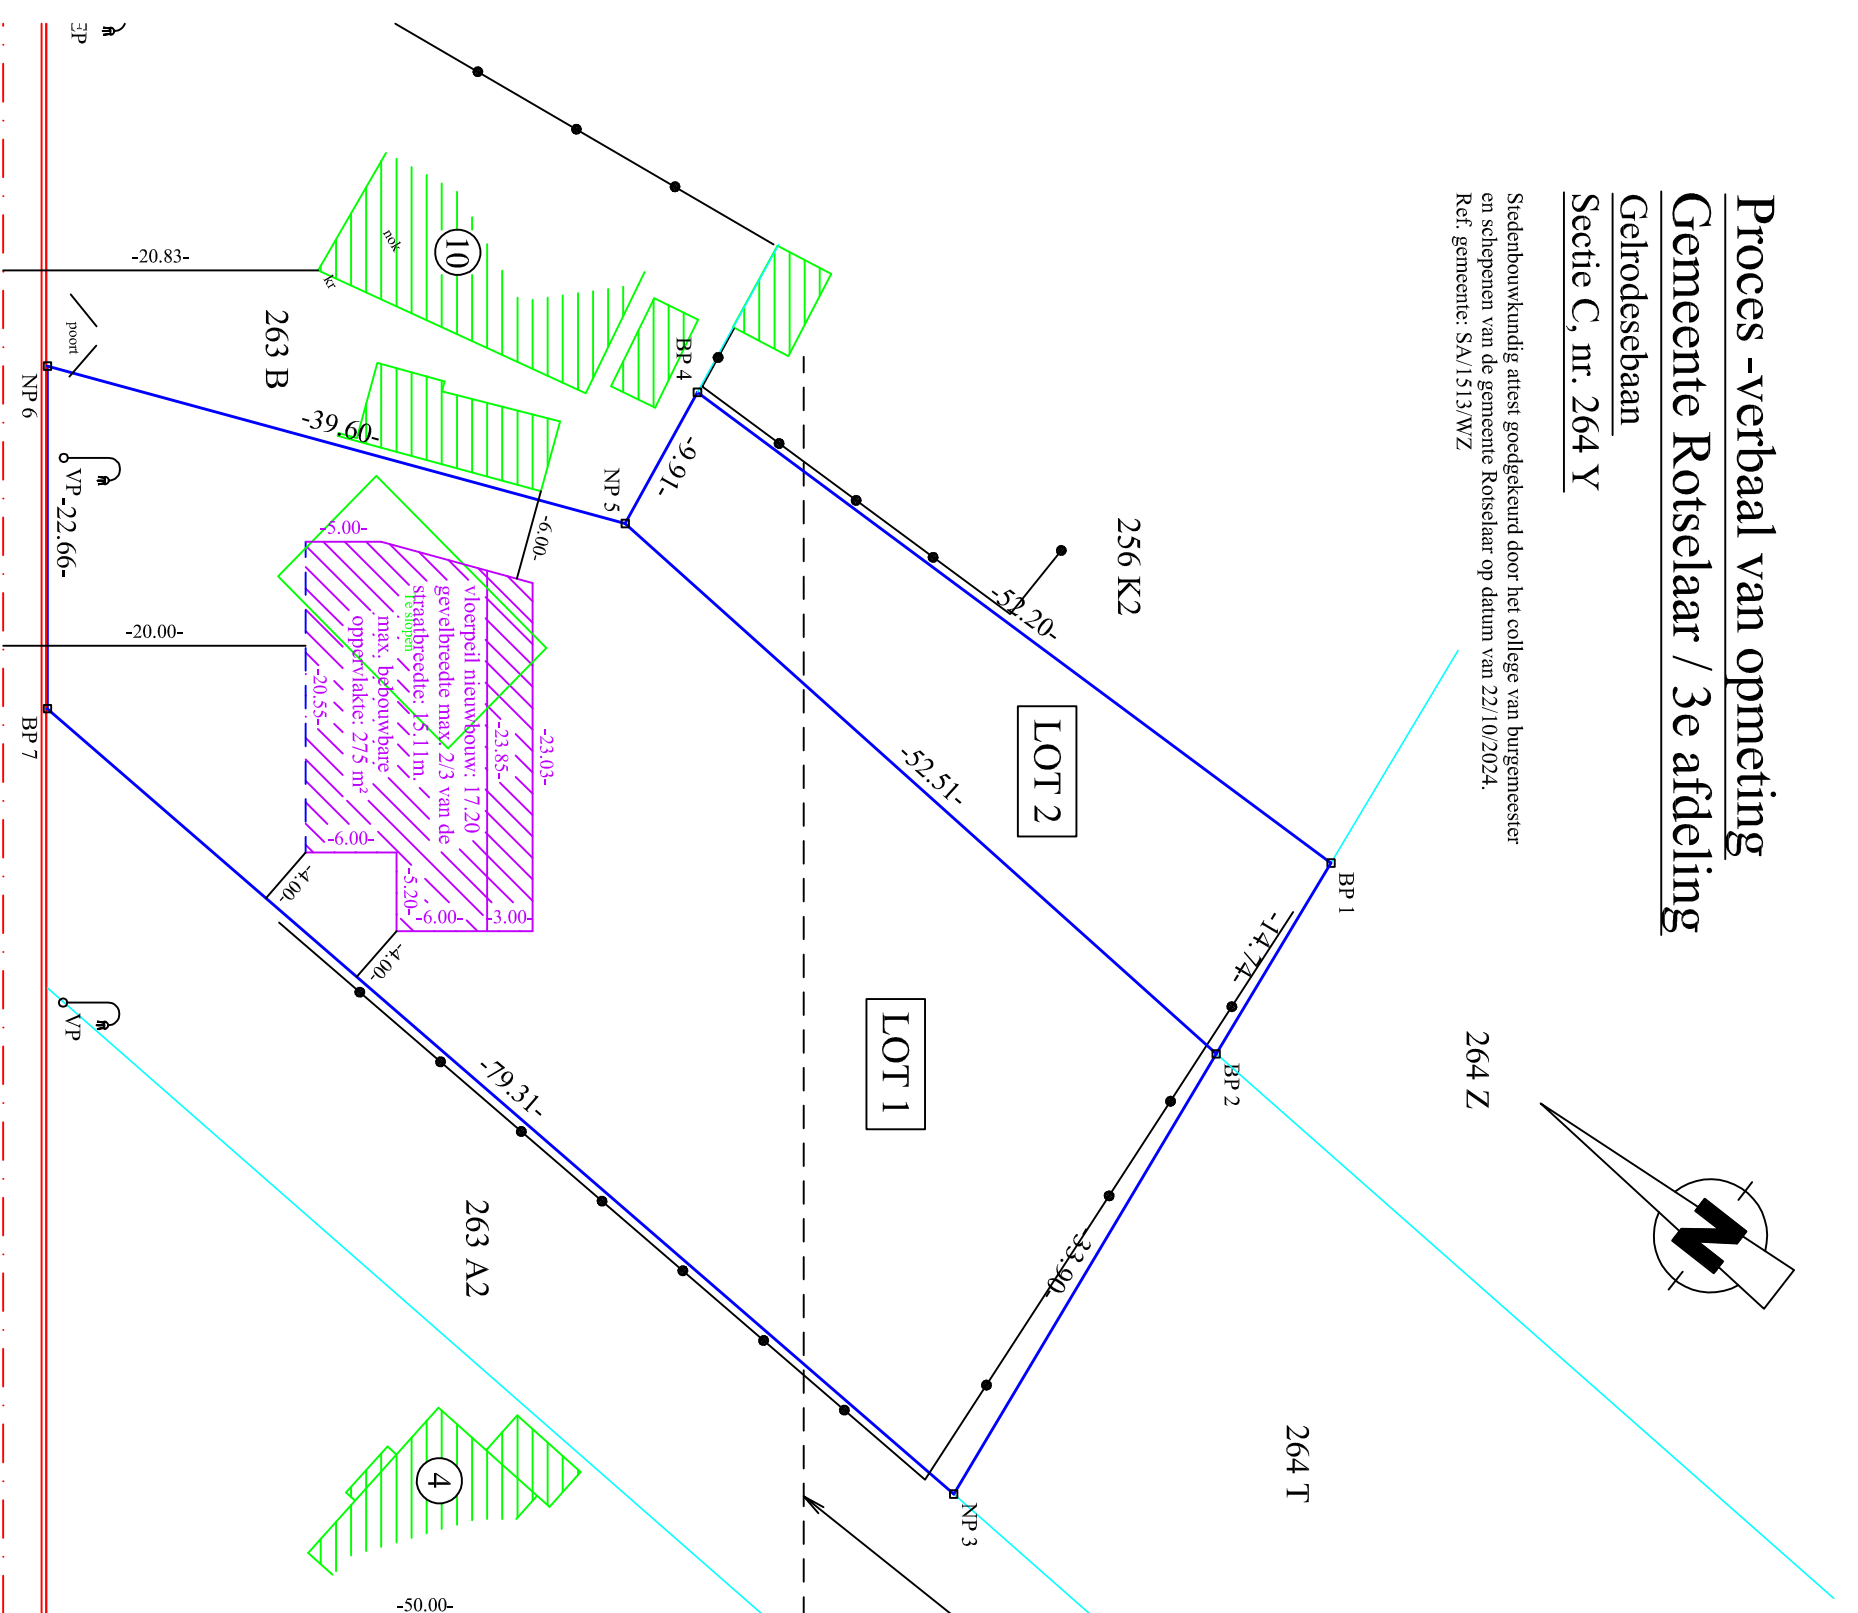 Proces -verbaal van opmeting
Gemeente Rotselaar / 3e afdeling
Gelrodesebaan
Sectie C, nr. 264 Y
Stedenbouwkundig attest goedgekeurd door het college van burgemeester
en schepenen van de gemeente Rotselaar op datum van 22/10/2024.
Ref. gemeente: SA/1513/WZ
264 Z
N
264 T
BP 1
-14.74-
BP 2
-33.90-
NP 3
256 K2
-52.20-
LOT 2
-52.51-
LOT 1
BP 4
-9.91-
NP 5
-6.00-
10
nok
kr
-39.60-
263 B
-20.83-
poort
EP
NP 6
VP
-22.66-
BP 7
VP
-20.00-
-5.00-
-23.03-
-23.85-
vloerpeil nieuwbouw: 17.20
gevelbreedte max. 2/3 van de
straatbreedte: 15.11m.
Te slopen
max. bebouwbare
oppervlakte: 275 m²
-20.55-
-6.00-
-5.20-
-6.00-
-3.00-
-4.00-
-4.00-
-79.31-
263 A2
4
-50.00-